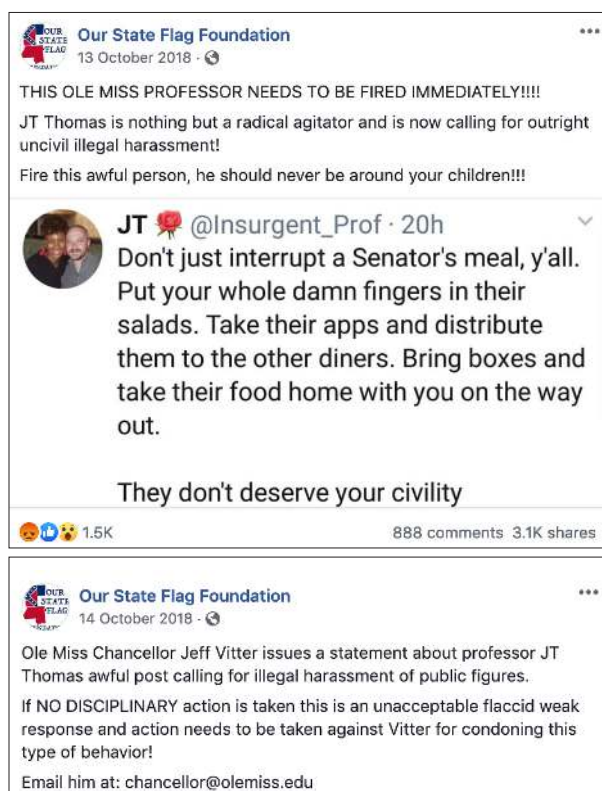 OUR
STATE
FLAG
Our State Flag Foundation
13 October 2018 ·
THIS OLE MISS PROFESSOR NEEDS TO BE FIRED IMMEDIATELY!!!!
JT Thomas is nothing but a radical agitator and is now calling for outright
uncivil illegal harassment!
Fire this awful person, he should never be around your children!!!
JT 🌹 @Insurgent_Prof · 20h
Don't just interrupt a Senator's meal, y'all.
Put your whole damn fingers in their
salads. Take their apps and distribute
them to the other diners. Bring boxes and
take their food home with you on the way
out.
They don't deserve your civility
1.5K 888 comments 3.1K shares
OUR
STATE
FLAG
Our State Flag Foundation
14 October 2018 ·
Ole Miss Chancellor Jeff Vitter issues a statement about professor JT
Thomas awful post calling for illegal harassment of public figures.
If NO DISCIPLINARY action is taken this is an unacceptable flaccid weak
response and action needs to be taken against Vitter for condoning this
type of behavior!
Email him at: chancellor@olemiss.edu